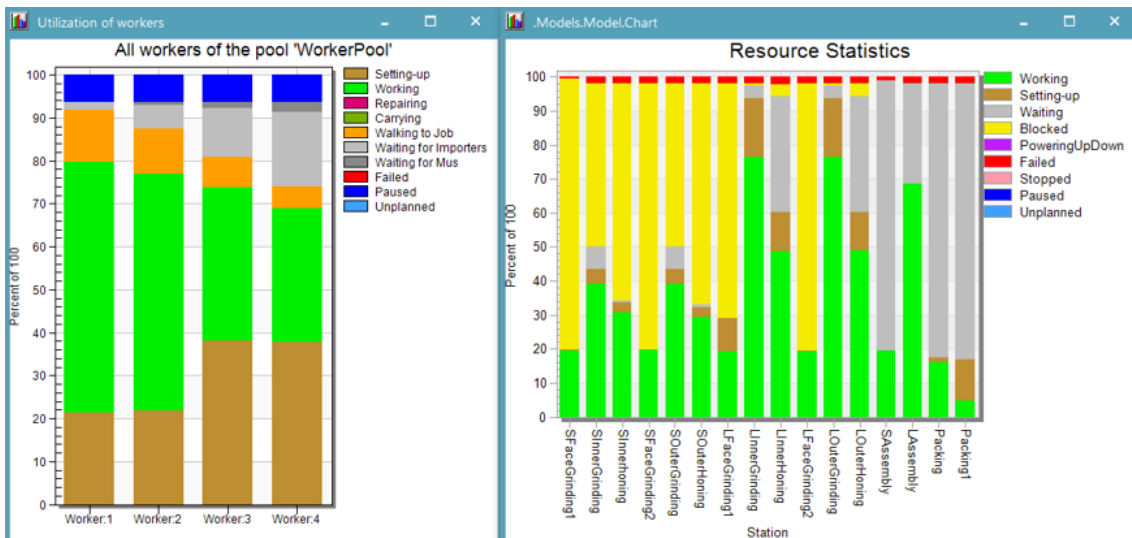 Utilization of workers
All workers of the pool 'WorkerPool'
Percent of 100
100
90
80
70
60
50
40
30
20
10
0
Worker:1
Worker:2
Worker:3
Worker:4
Setting-up
Working
Repairing
Carrying
Walking to Job
Waiting for Importers
Waiting for Mus
Failed
Paused
Unplanned
.Models.Model.Chart
Resource Statistics
Percent of 100
100
90
80
70
60
50
40
30
20
10
0
SFaceGrinding1
SInnerGrinding
SInnerhoning
SFaceGrinding2
SOuterGrinding
SOuterHoning
LFaceGrinding1
LInnerGrinding
LInnerHoning
LFaceGrinding2
LOuterGrinding
LOuterHoning
SAssembly
LAssembly
Packing
Packing1
Station
Working
Setting-up
Waiting
Blocked
PoweringUpDown
Failed
Stopped
Paused
Unplanned